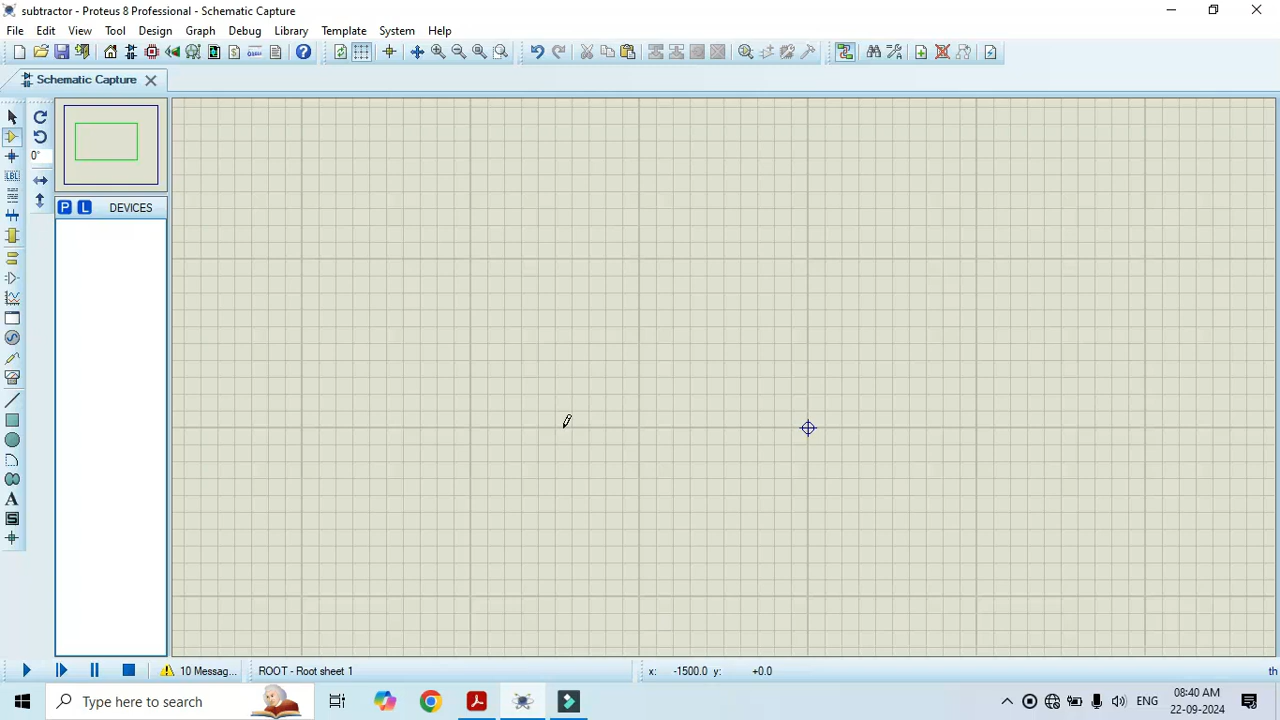 subtractor - Proteus 8 Professional - Schematic Capture
File Edit View Tool Design Graph Debug Library Template System Help
Schematic Capture
0°
LBL
P L DEVICES
A
S
10 Messag... ROOT - Root sheet 1 x: -1500.0 y: +0.0 th
Type here to search
ENG
08:40 AM
22-09-2024